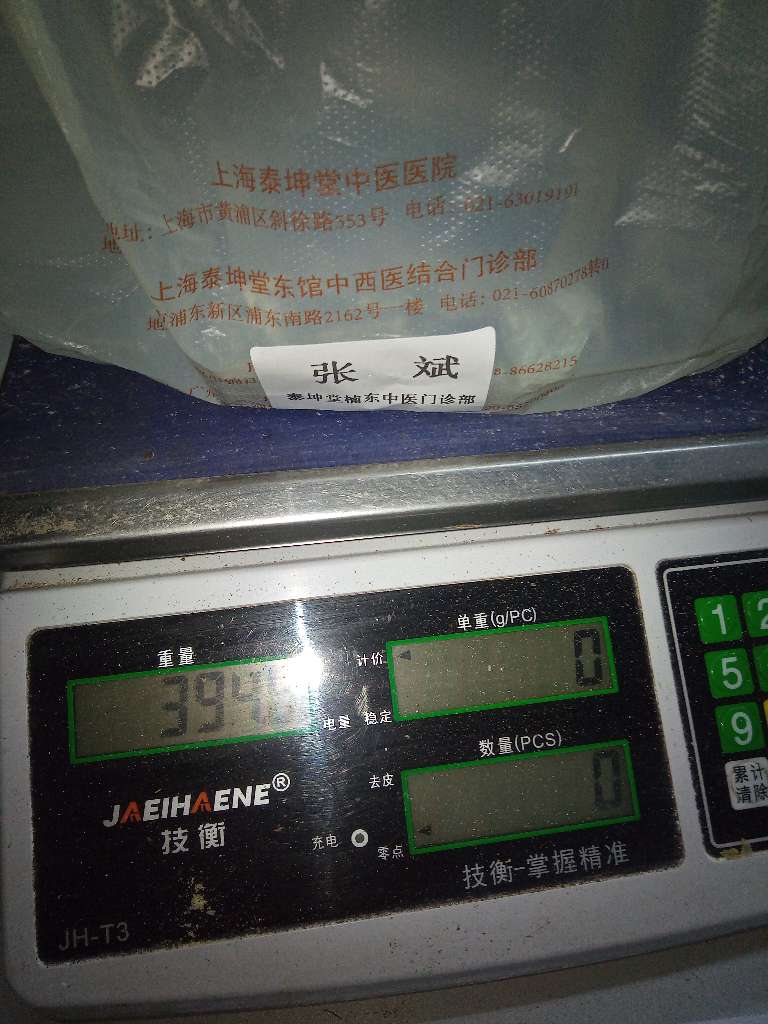 上海泰坤堂中医医院
地址：上海市黄浦区斜徐路553号 电话：021-63019191
上海泰坤堂东馆中西医结合门诊部
地 浦东新区浦东南路2162号一楼 电话：021-60870278转0
8-86628215
张 斌
泰坤堂楠东中医门诊部
重量
单重(g/PC)
计价
0
394
电量 稳定
数量(PCS)
去皮
0
JAEIHAENE®
技衡
充电
零点
技衡-掌握精准
JH-T3
1
2
5
9
累计
清除